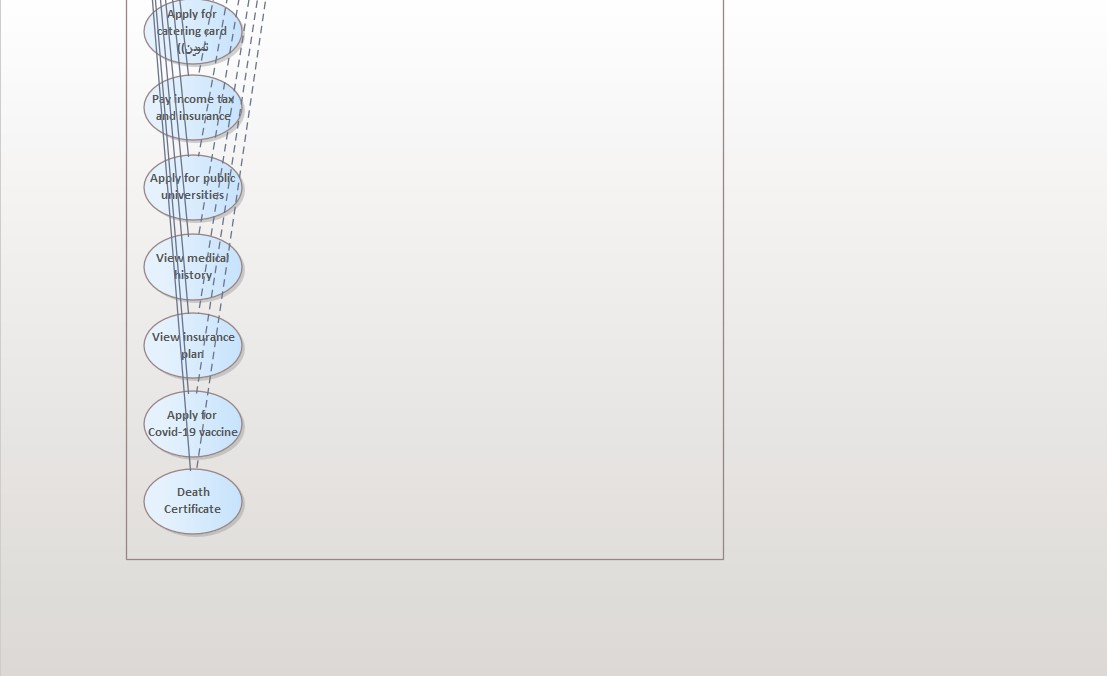 Apply for
catering card
((تموين
Pay income tax
and insurance
Apply for public
universities
View medical
history
View insurance
plan
Apply for
Covid-19 vaccine
Death
Certificate